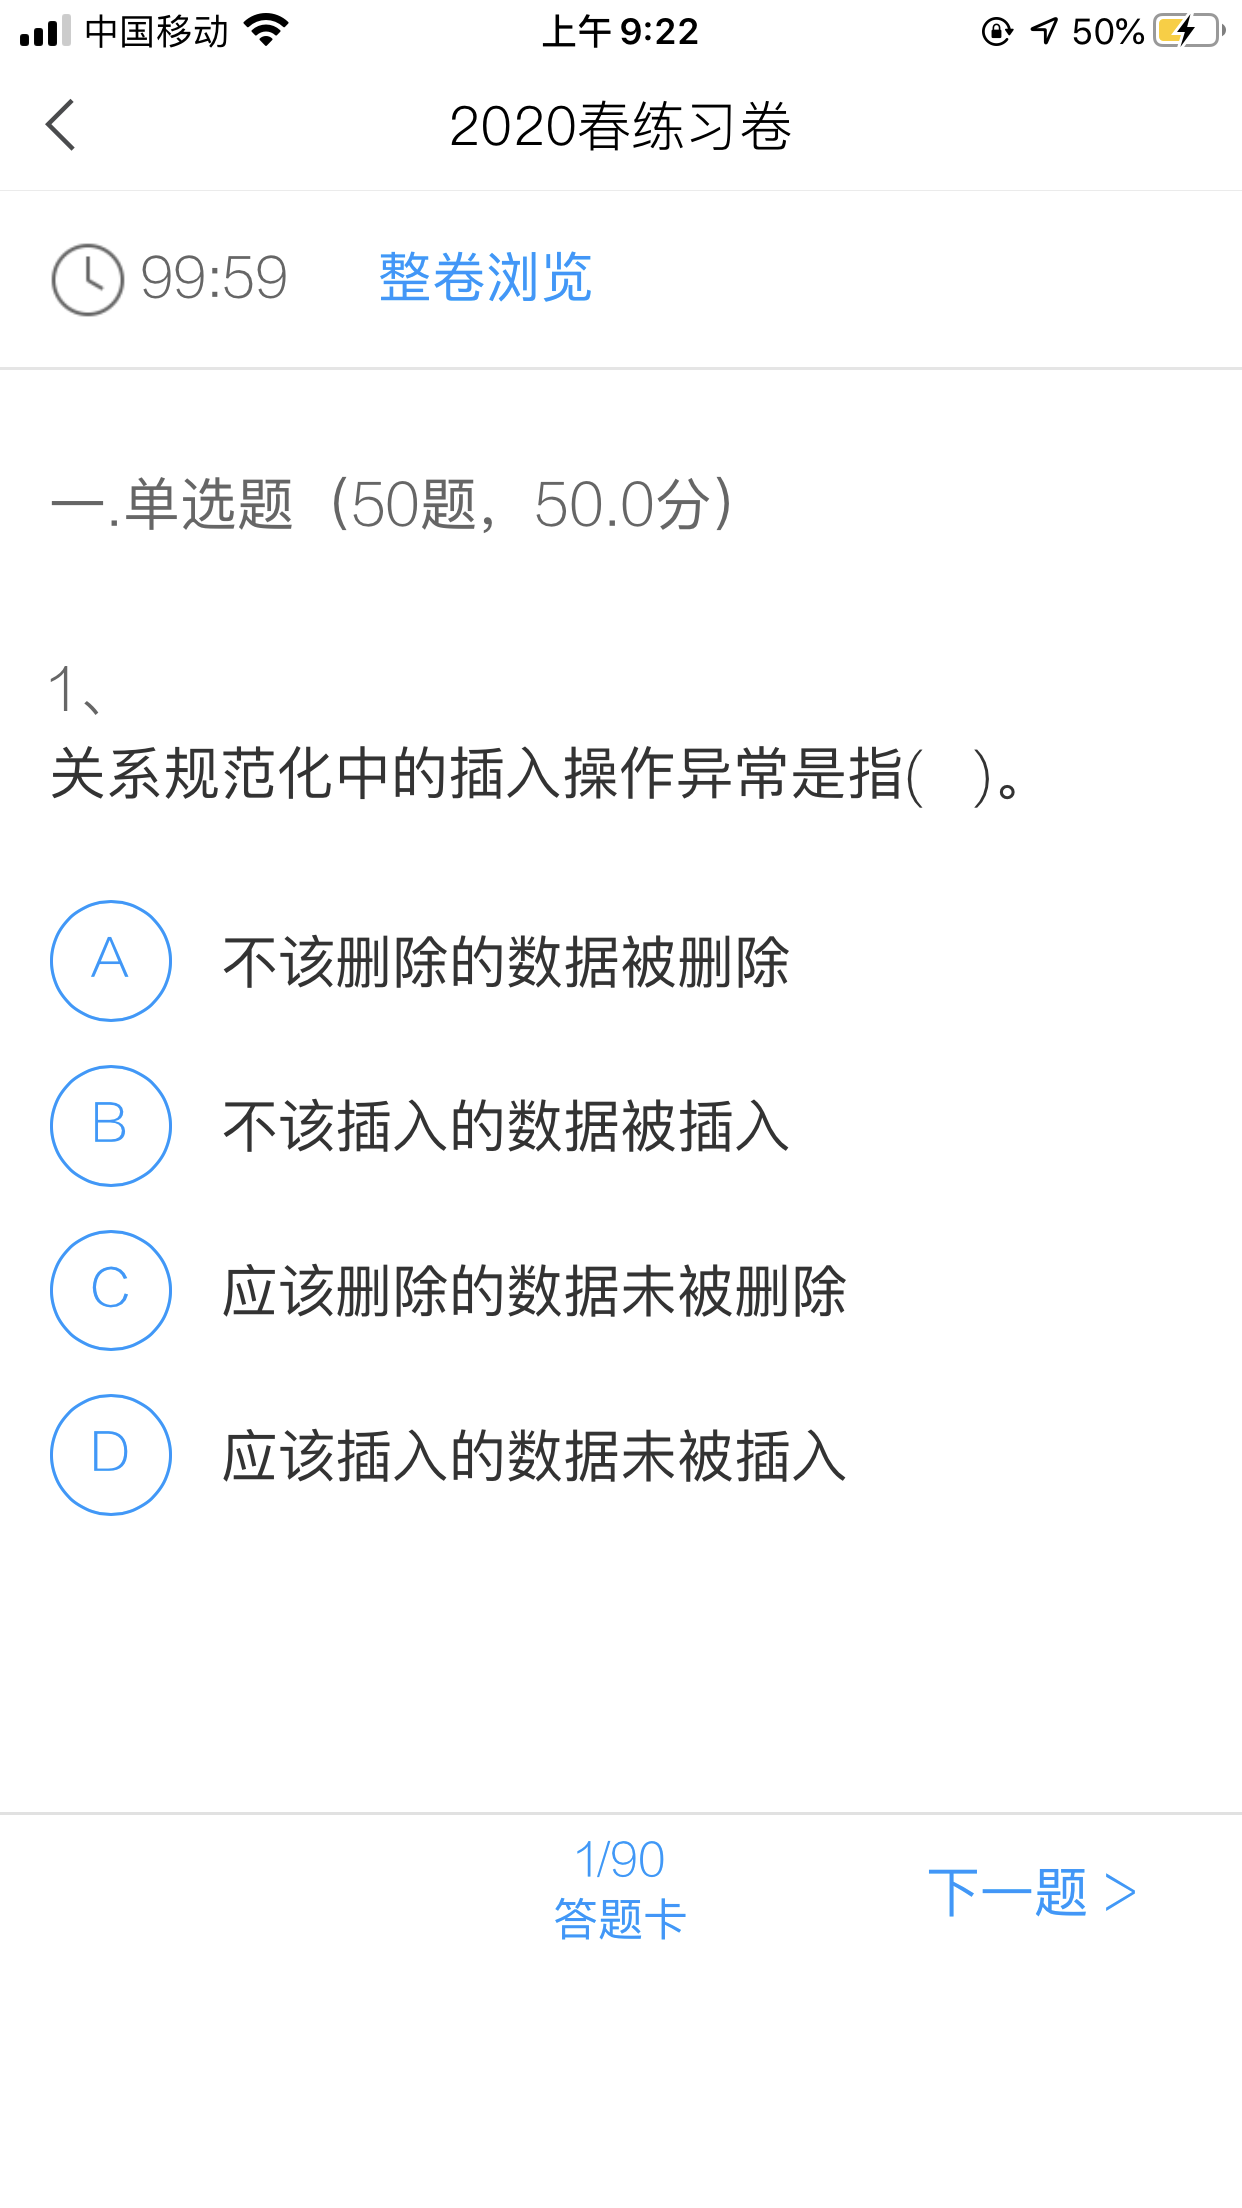 中国移动 上午 9:22 50%
2020春练习卷
99:59 整卷浏览
一.单选题（50题，50.0分）
1、
关系规范化中的插入操作异常是指( )。
A 不该删除的数据被删除
B 不该插入的数据被插入
C 应该删除的数据未被删除
D 应该插入的数据未被插入
1/90
答题卡
下一题 >